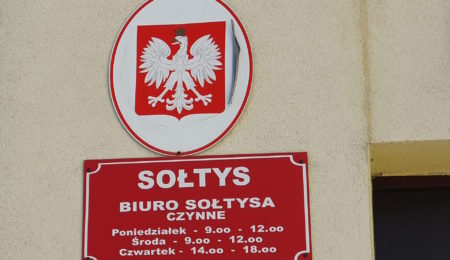 SOŁTYS
BIURO SOŁTYSA
CZYNNE
Poniedziałek - 9.oo - 12.oo
Środa - 9.oo - 12.oo
Czwartek - 14.oo - 18.oo